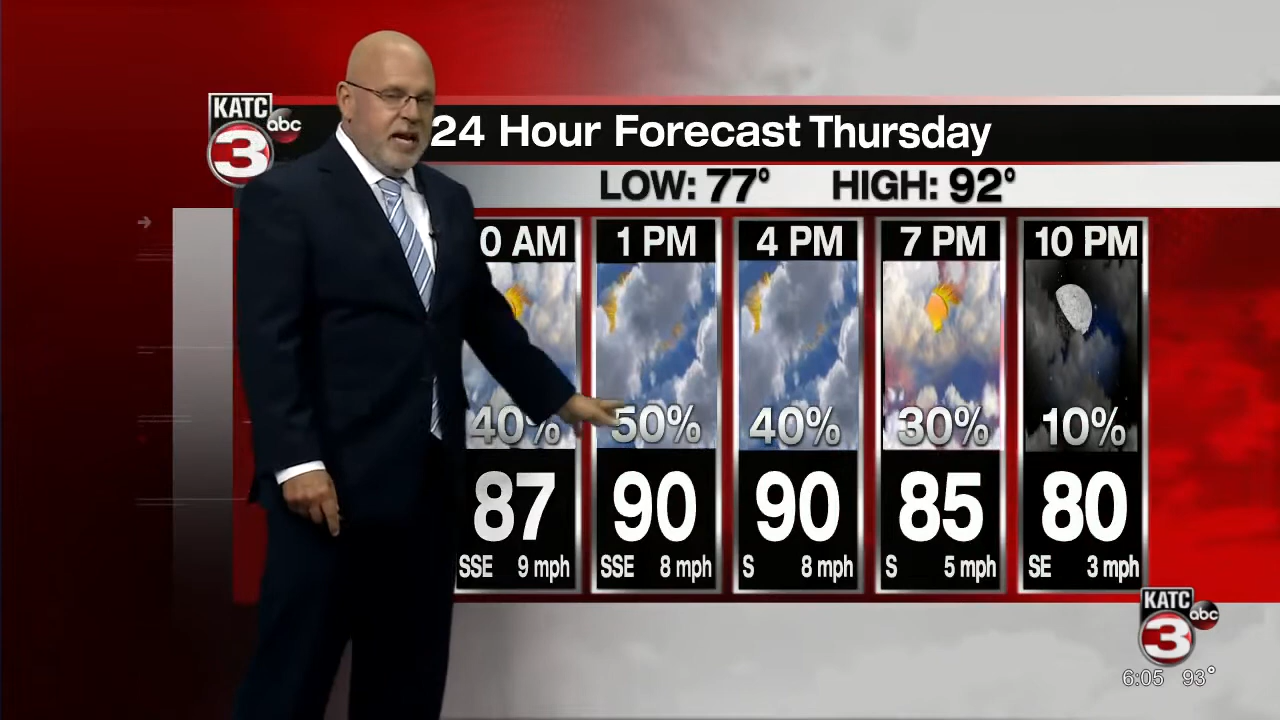 KATC
abc
3
24 Hour Forecast Thursday
LOW: 77° HIGH: 92°
0 AM 1 PM 4 PM 7 PM 10 PM
40% 50% 40% 30% 10%
87 90 90 85 80
SSE 9 mph SSE 8 mph S 8 mph S 5 mph SE 3 mph
KATC
abc
3
6:05 93°